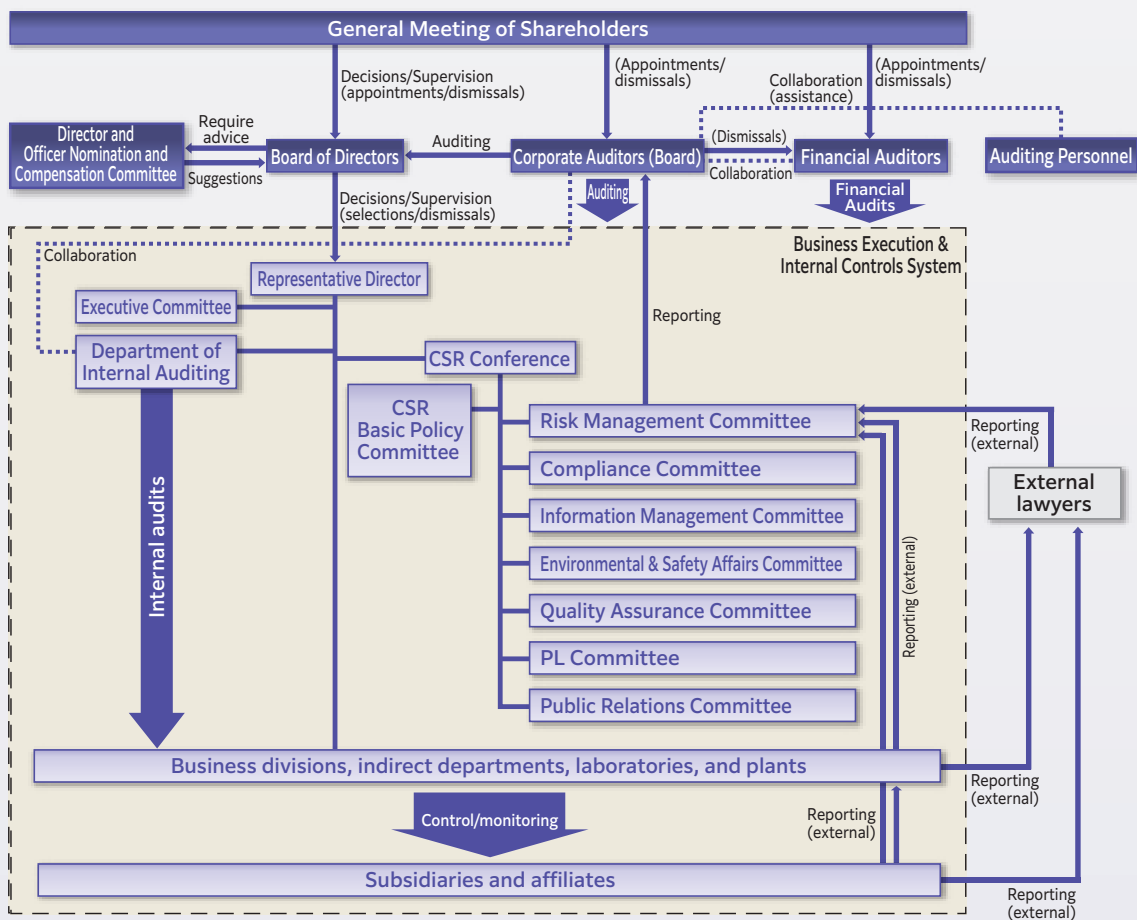 General Meeting of Shareholders
Decisions/Supervision
(appointments/dismissals)
(Appointments/
dismissals)
Collaboration
(assistance)
(Appointments/
dismissals)
Director and
Officer Nomination and
Compensation Committee
Require
advice
Suggestions
Board of Directors
Auditing
Corporate Auditors (Board)
(Dismissals)
Collaboration
Financial Auditors
Auditing Personnel
Decisions/Supervision
(selections/dismissals)
Auditing
Financial
Audits
Business Execution &
Internal Controls System
Collaboration
Representative Director
Executive Committee
Department of
Internal Auditing
Reporting
CSR Conference
CSR
Basic Policy
Committee
Risk Management Committee
Compliance Committee
Information Management Committee
Environmental & Safety Affairs Committee
Quality Assurance Committee
PL Committee
Public Relations Committee
Reporting
(external)
External
lawyers
Internal audits
Reporting (external)
Business divisions, indirect departments, laboratories, and plants
Reporting
(external)
Control/monitoring
Reporting
(external)
Subsidiaries and affiliates
Reporting
(external)